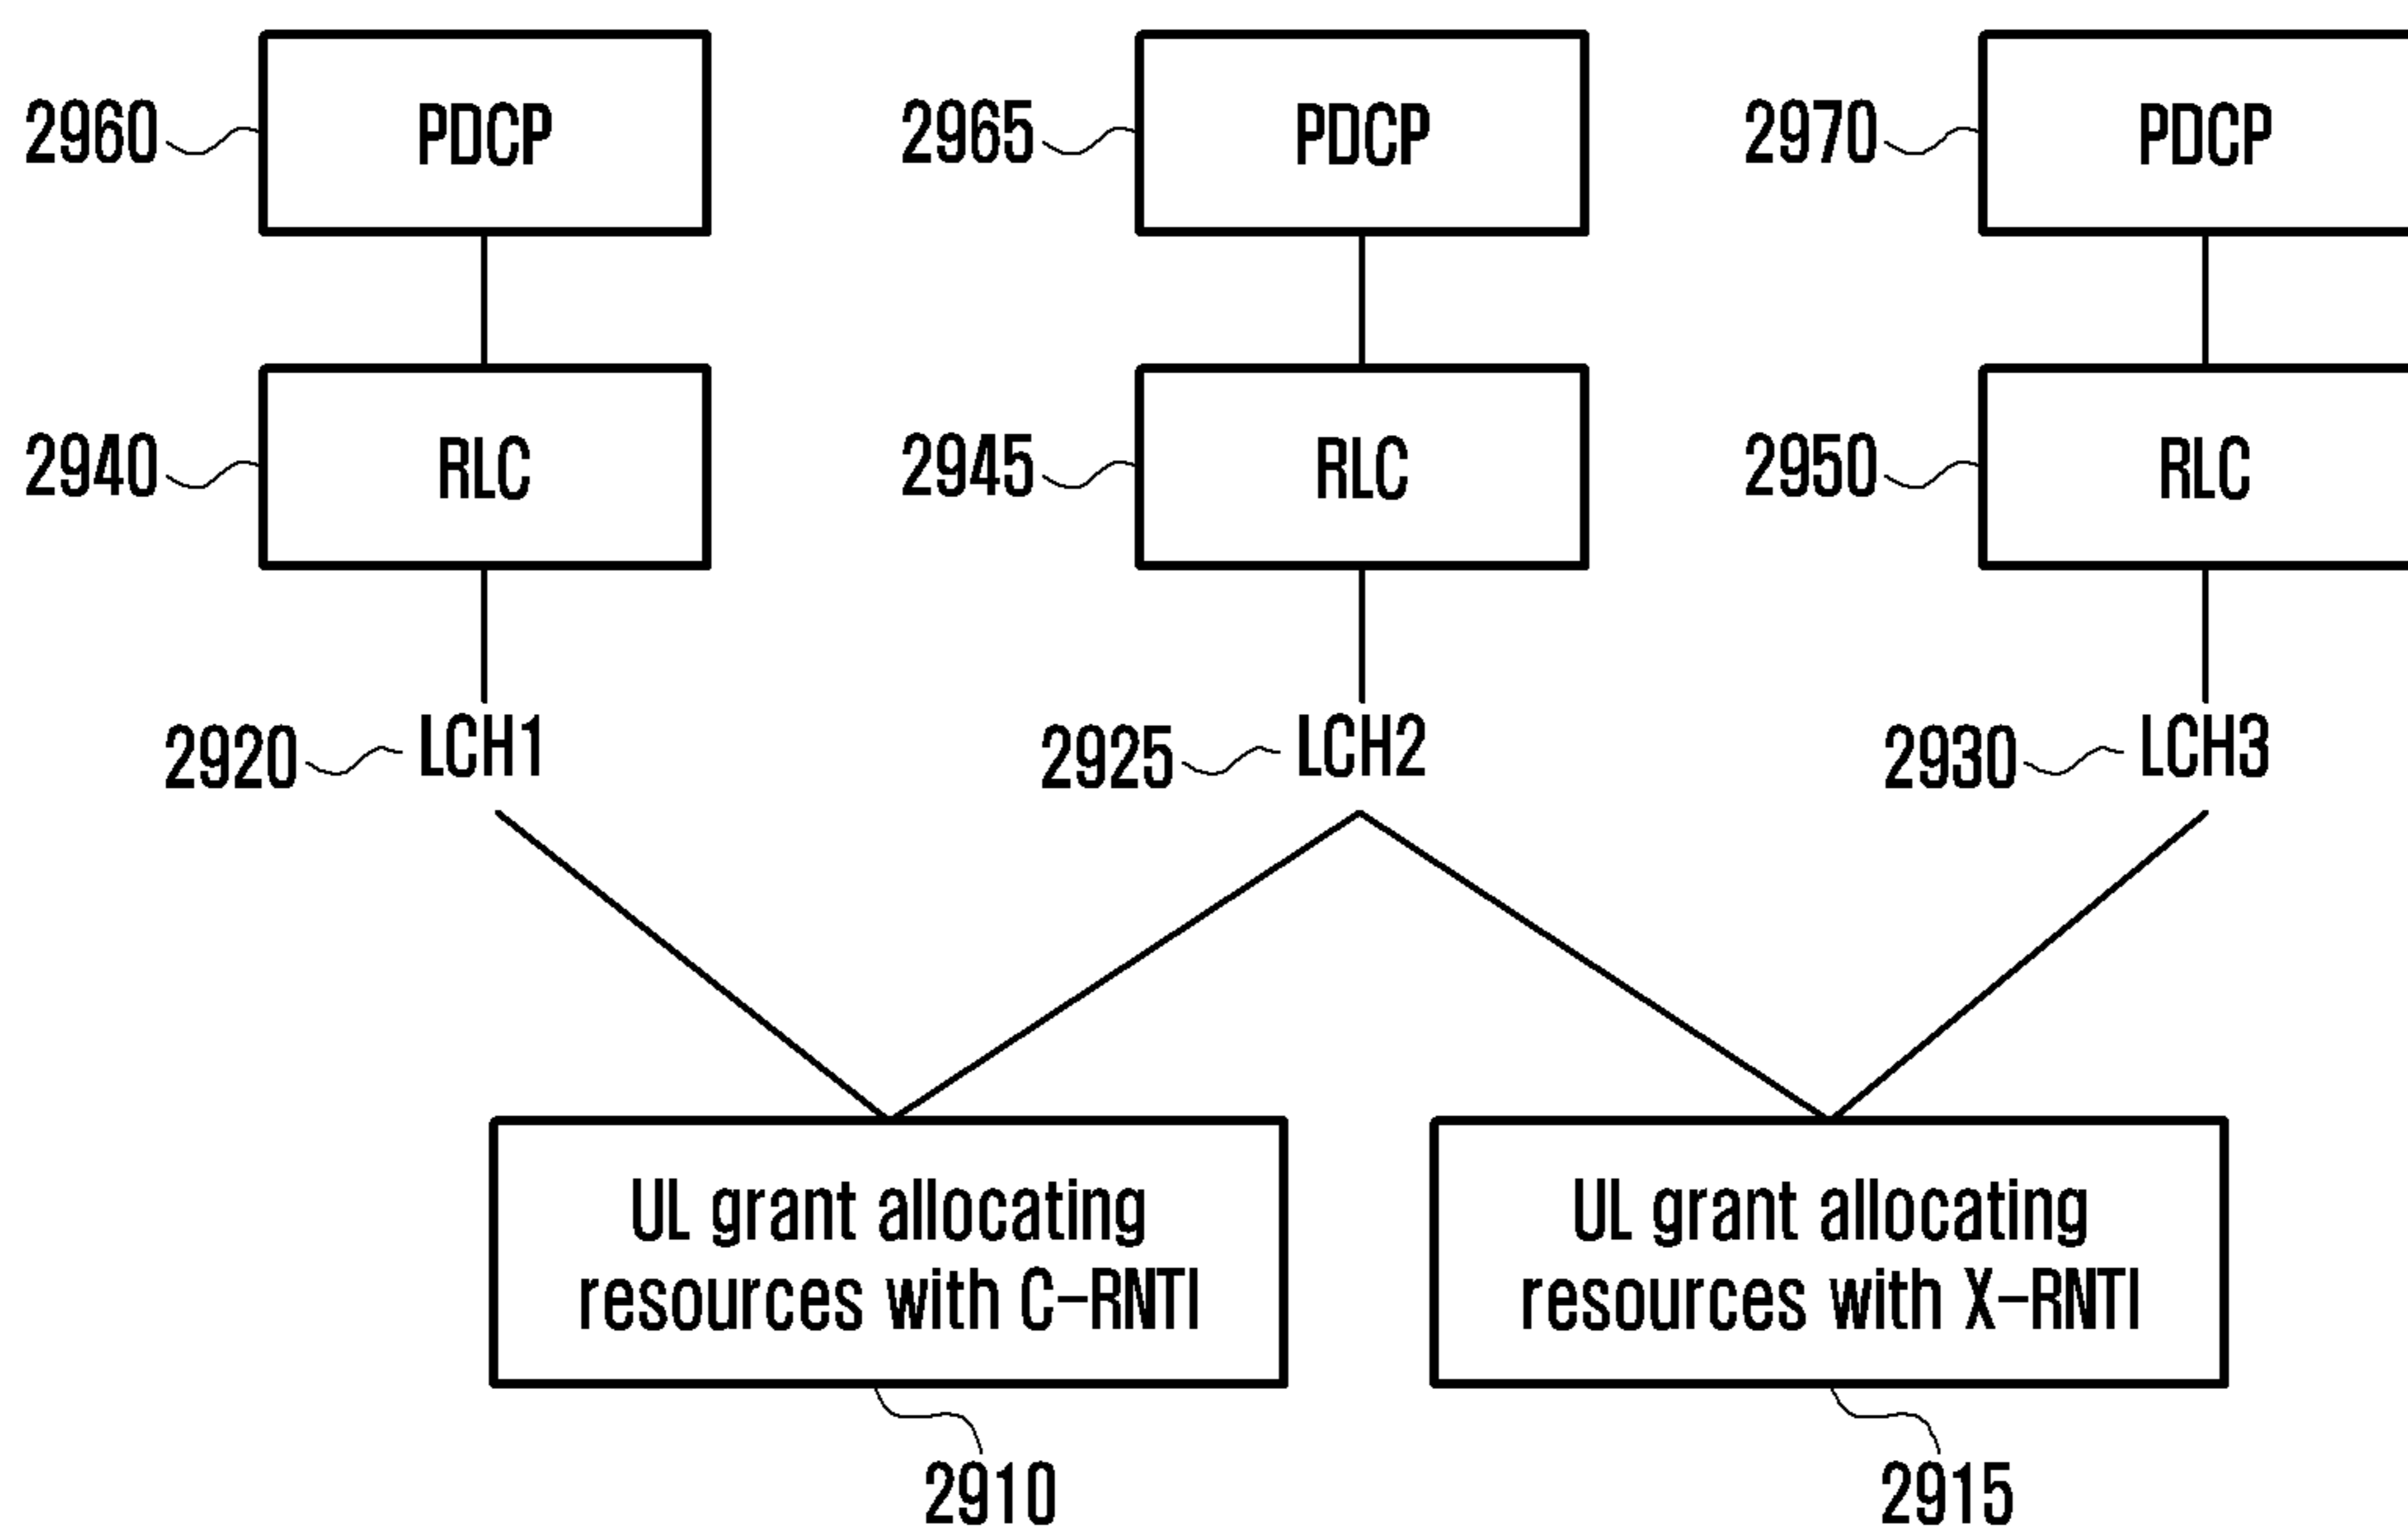 2960 PDCP 2965 PDCP 2970 PDCP
2940 RLC 2945 RLC 2950 RLC
2920 LCH1 2925 LCH2 2930 LCH3
UL grant allocating
resources with C-RNTI
UL grant allocating
resources with X-RNTI
2910 2915